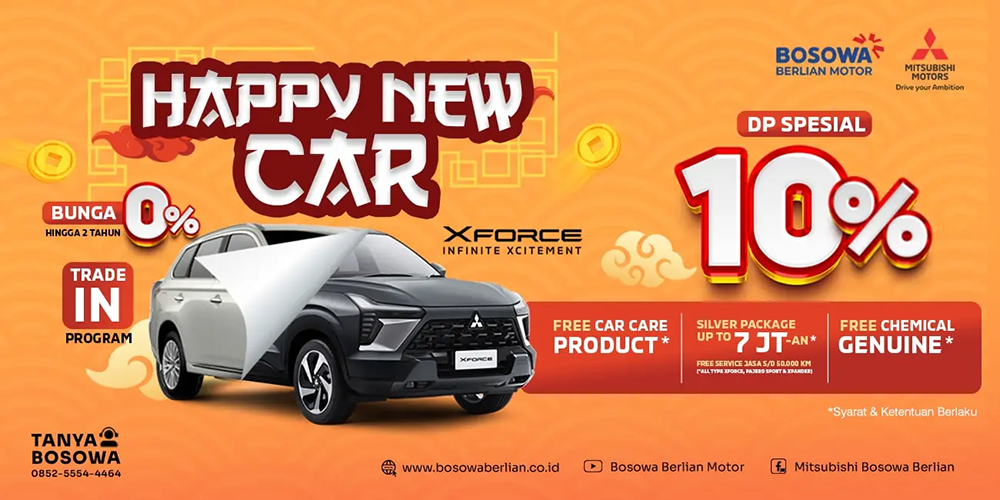 HAPPY NEW
CAR
BOSOWA
BERLIAN MOTOR
MITSUBISHI
MOTORS
Drive your Ambition
DP SPESIAL
10%
BUNGA 0%
HINGGA 2 TAHUN
TRADE
IN
PROGRAM
XFORCE
INFINITE XCITEMENT
XFORCE
FREE CAR CARE
PRODUCT*
SILVER PACKAGE
UP TO 7 JT-AN*
FREE SERVICE JASA S/D 50.000 KM
(*ALL TYPE XFORCE, PAJERO SPORT & XPANDER)
FREE CHEMICAL
GENUINE*
*Syarat & Ketentuan Berlaku
TANYA
BOSOWA
0852-5554-4464
www.bosowaberlian.co.id
Bosowa Berlian Motor
Mitsubishi Bosowa Berlian